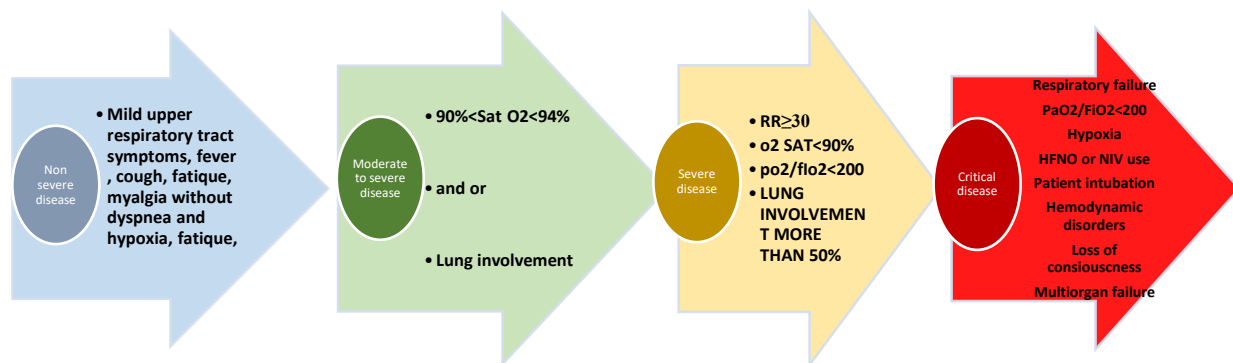 Non
severe
disease
• Mild upper
respiratory tract
symptoms, fever
, cough, fatique,
myalgia without
dyspnea and
hypoxia, fatique,
Moderate
to severe
disease
• 90%<Sat O2<94%
• and or
• Lung involvement
Severe
disease
• RR≥30
• o2 SAT<90%
• po2/fIo2<200
• LUNG
INVOLVEMEN
T MORE
THAN 50%
Critical
disease
Respiratory failure
PaO2/FiO2<200
Hypoxia
HFNO or NIV use
Patient intubation
Hemodynamic
disorders
Loss of
consiouscness
Multiorgan failure